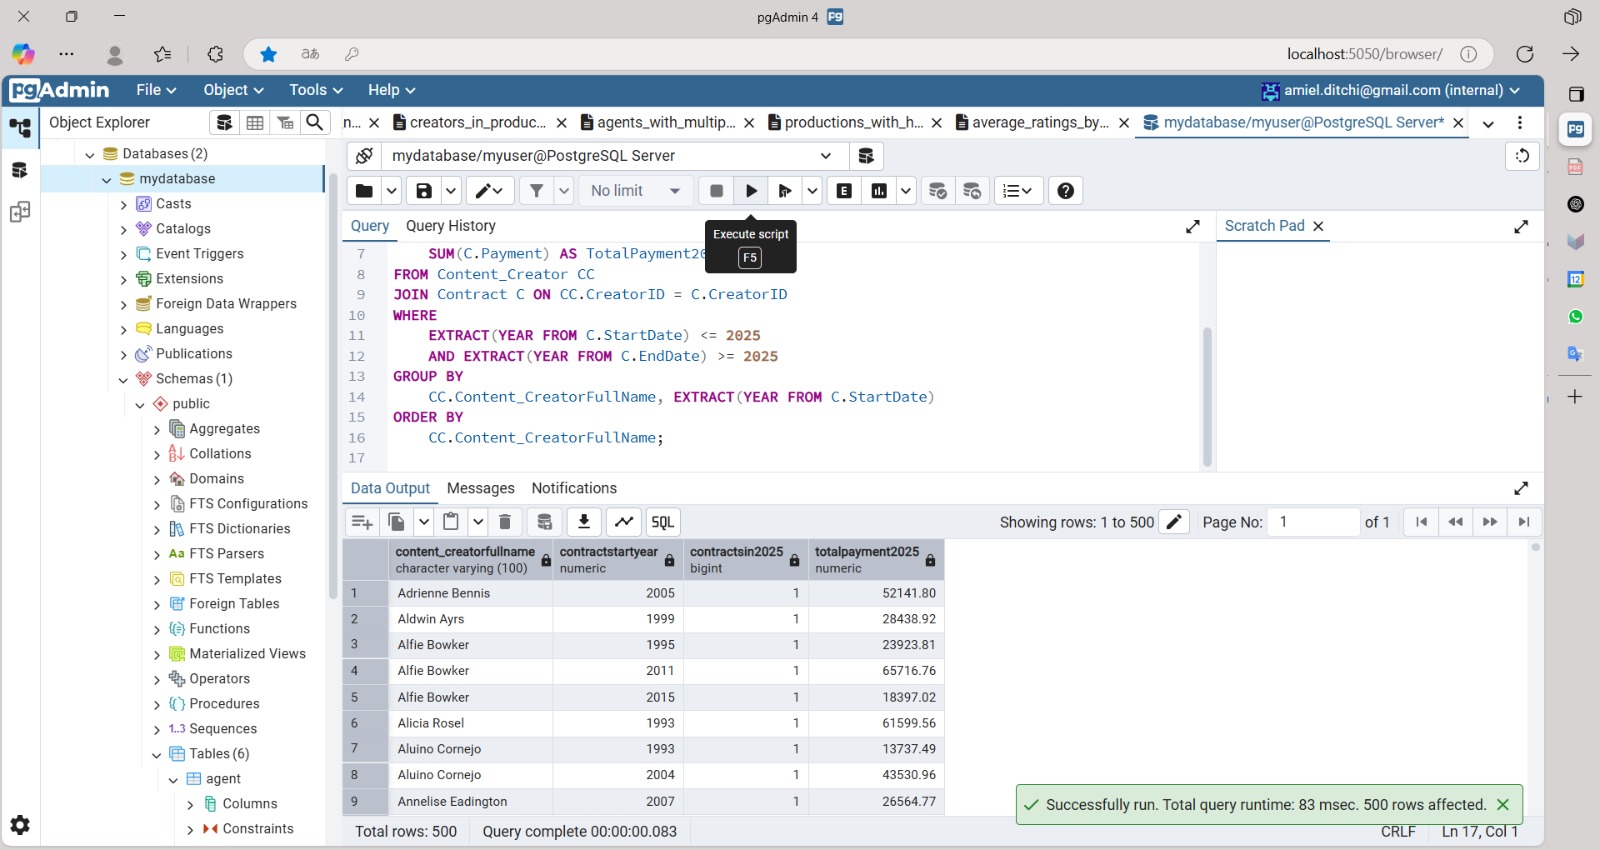 pgAdmin 4
localhost:5050/browser/
pgAdmin File Object Tools Help amiel.ditchi@gmail.com (internal)
Object Explorer
n... creators_in_produc... agents_with_multip... productions_with_h... average_ratings_by... mydatabase/myuser@PostgreSQL Server*
Databases (2)
mydatabase
Casts
Catalogs
Event Triggers
Extensions
Foreign Data Wrappers
Languages
Publications
Schemas (1)
public
Aggregates
Collations
Domains
FTS Configurations
FTS Dictionaries
FTS Parsers
FTS Templates
Foreign Tables
Functions
Materialized Views
Operators
Procedures
1..3 Sequences
Tables (6)
agent
Columns
Constraints
mydatabase/myuser@PostgreSQL Server
No limit
Execute script
F5
Query Query History
Scratch Pad
7 SUM(C.Payment) AS TotalPayment20
8 FROM Content_Creator CC
9 JOIN Contract C ON CC.CreatorID = C.CreatorID
10 WHERE
11 EXTRACT(YEAR FROM C.StartDate) <= 2025
12 AND EXTRACT(YEAR FROM C.EndDate) >= 2025
13 GROUP BY
14 CC.Content_CreatorFullName, EXTRACT(YEAR FROM C.StartDate)
15 ORDER BY
16 CC.Content_CreatorFullName;
17
Data Output Messages Notifications
SQL
Showing rows: 1 to 500 Page No: 1 of 1
content_creatorfullname contractstartyear contractsin2025 totalpayment2025
character varying (100) numeric bigint numeric
1 Adrienne Bennis 2005 1 52141.80
2 Aldwin Ayrs 1999 1 28438.92
3 Alfie Bowker 1995 1 23923.81
4 Alfie Bowker 2011 1 65716.76
5 Alfie Bowker 2015 1 18397.02
6 Alicia Rosel 1993 1 61599.56
7 Aluino Cornejo 1993 1 13737.49
8 Aluino Cornejo 2004 1 43530.96
9 Annelise Eadington 2007 1 26564.77
Successfully run. Total query runtime: 83 msec. 500 rows affected.
Total rows: 500 Query complete 00:00:00.083 CRLF Ln 17, Col 1